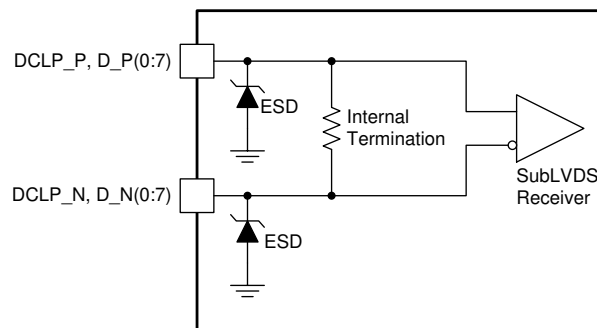 DCLP_P, D_P(0:7)
ESD
Internal
Termination
SubLVDS
Receiver
DCLP_N, D_N(0:7)
ESD